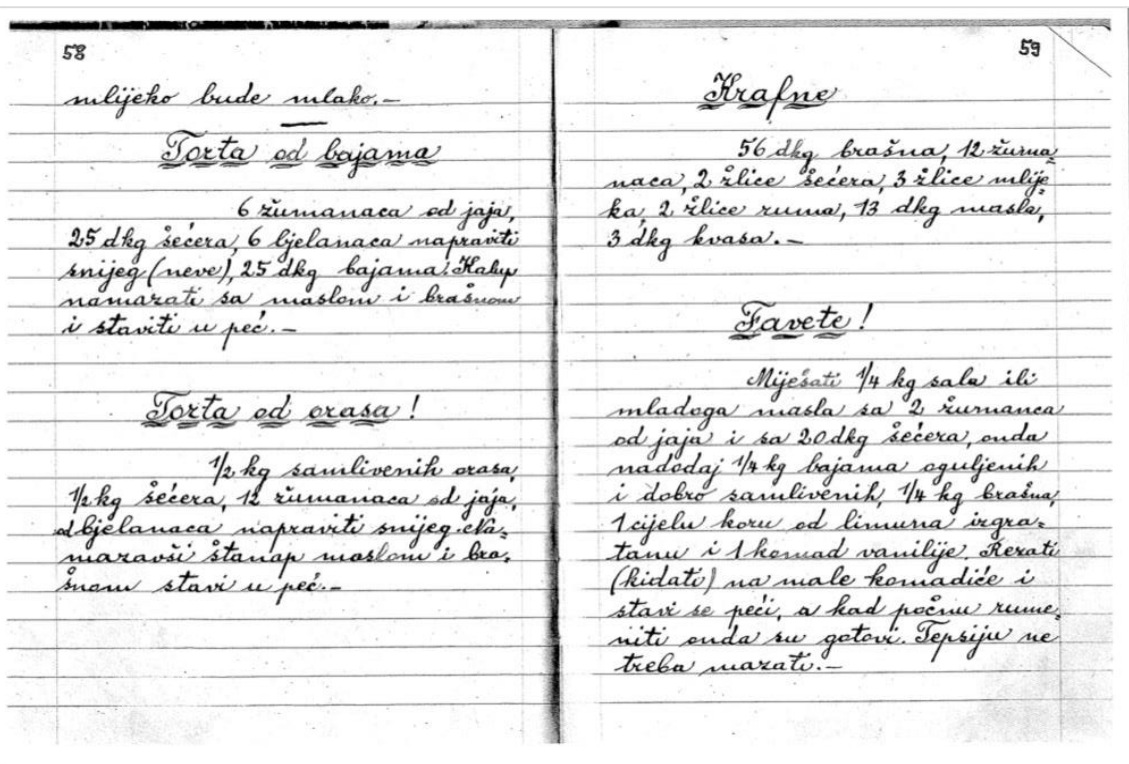 58
mlijeko bude mlako.–
Torta od bajama
6 žumanaca od jaja,
25 dkg šećera, 6 bjelanaca napraviti
snijeg (neve), 25 dkg bajama. Kalup
namazati sa maslom i brašnom
i staviti u peć.–
Torta od orasa!
1/2 kg samlivenih orasa,
1/2 kg šećera, 12 žumanaca od jaja,
od bjelanaca napraviti snijeg. Na=
mazavši štanap maslom i bra=
šnom stavi u peć.–
59
Krafne
56 dkg brašna, 12 žuma=
naca, 2 žlice šećera, 3 žlice mlije=
ka, 2 žlice ruma, 13 dkg masla,
3 dkg kvasa.–
Favete!
Miješati 1/4 kg sala ili
mladoga masla sa 2 žumanca
od jaja i sa 20 dkg šećera, onda
nadodaj 1/4 kg bajama oguljenih
i dobro samlivenih, 1/4 kg brašna,
1 cijelu koru od limuna izgra=
tanu i 1 komad vanilije. Rezati
(kidati) na male komadiće i
stavi se peći, a kad počnu rume=
niti onda su gotovi. Tepsiju ne
treba mazati.–